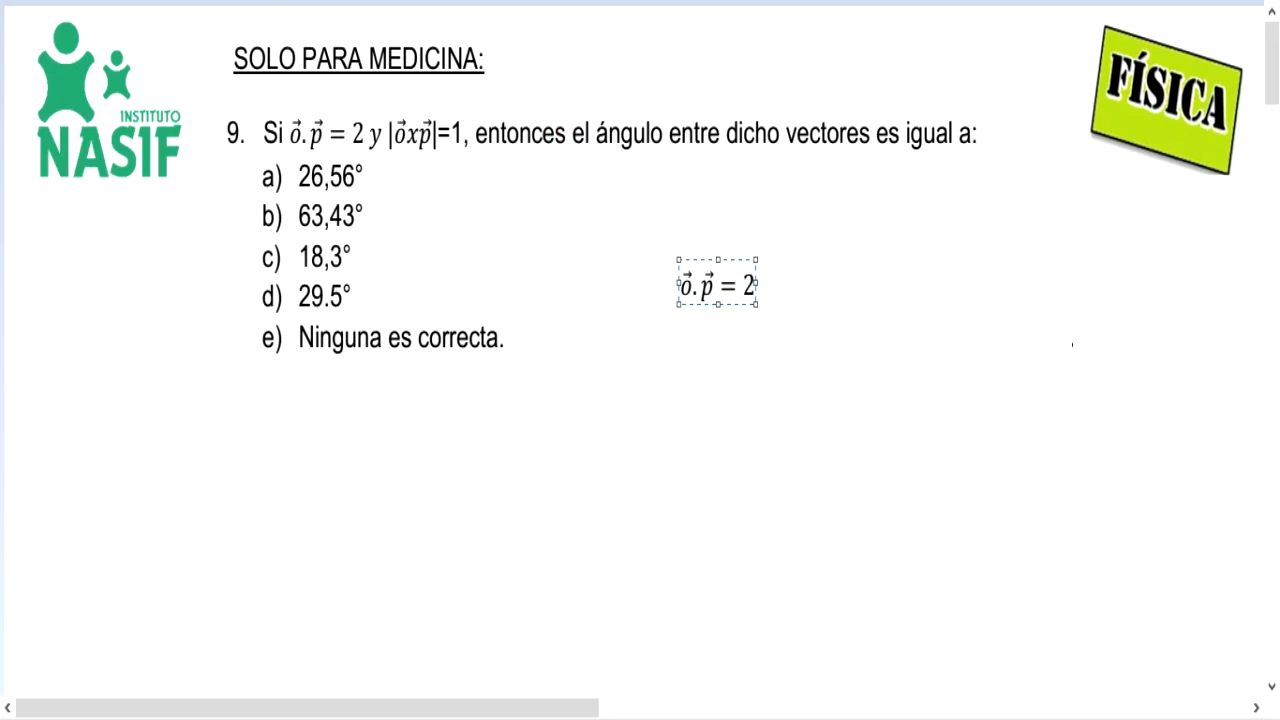 SOLO PARA MEDICINA:
INSTITUTO
NASIF
FÍSICA
9. Si o⃗.p⃗ = 2 y |o⃗xp⃗|=1, entonces el ángulo entre dicho vectores es igual a:
a) 26,56°
b) 63,43°
c) 18,3°
d) 29.5°
e) Ninguna es correcta.
o⃗.p⃗ = 2